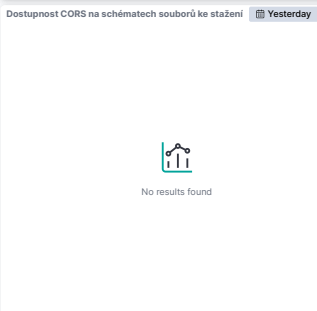 Dostupnost CORS na schématech souborů ke stažení
Yesterday
No results found